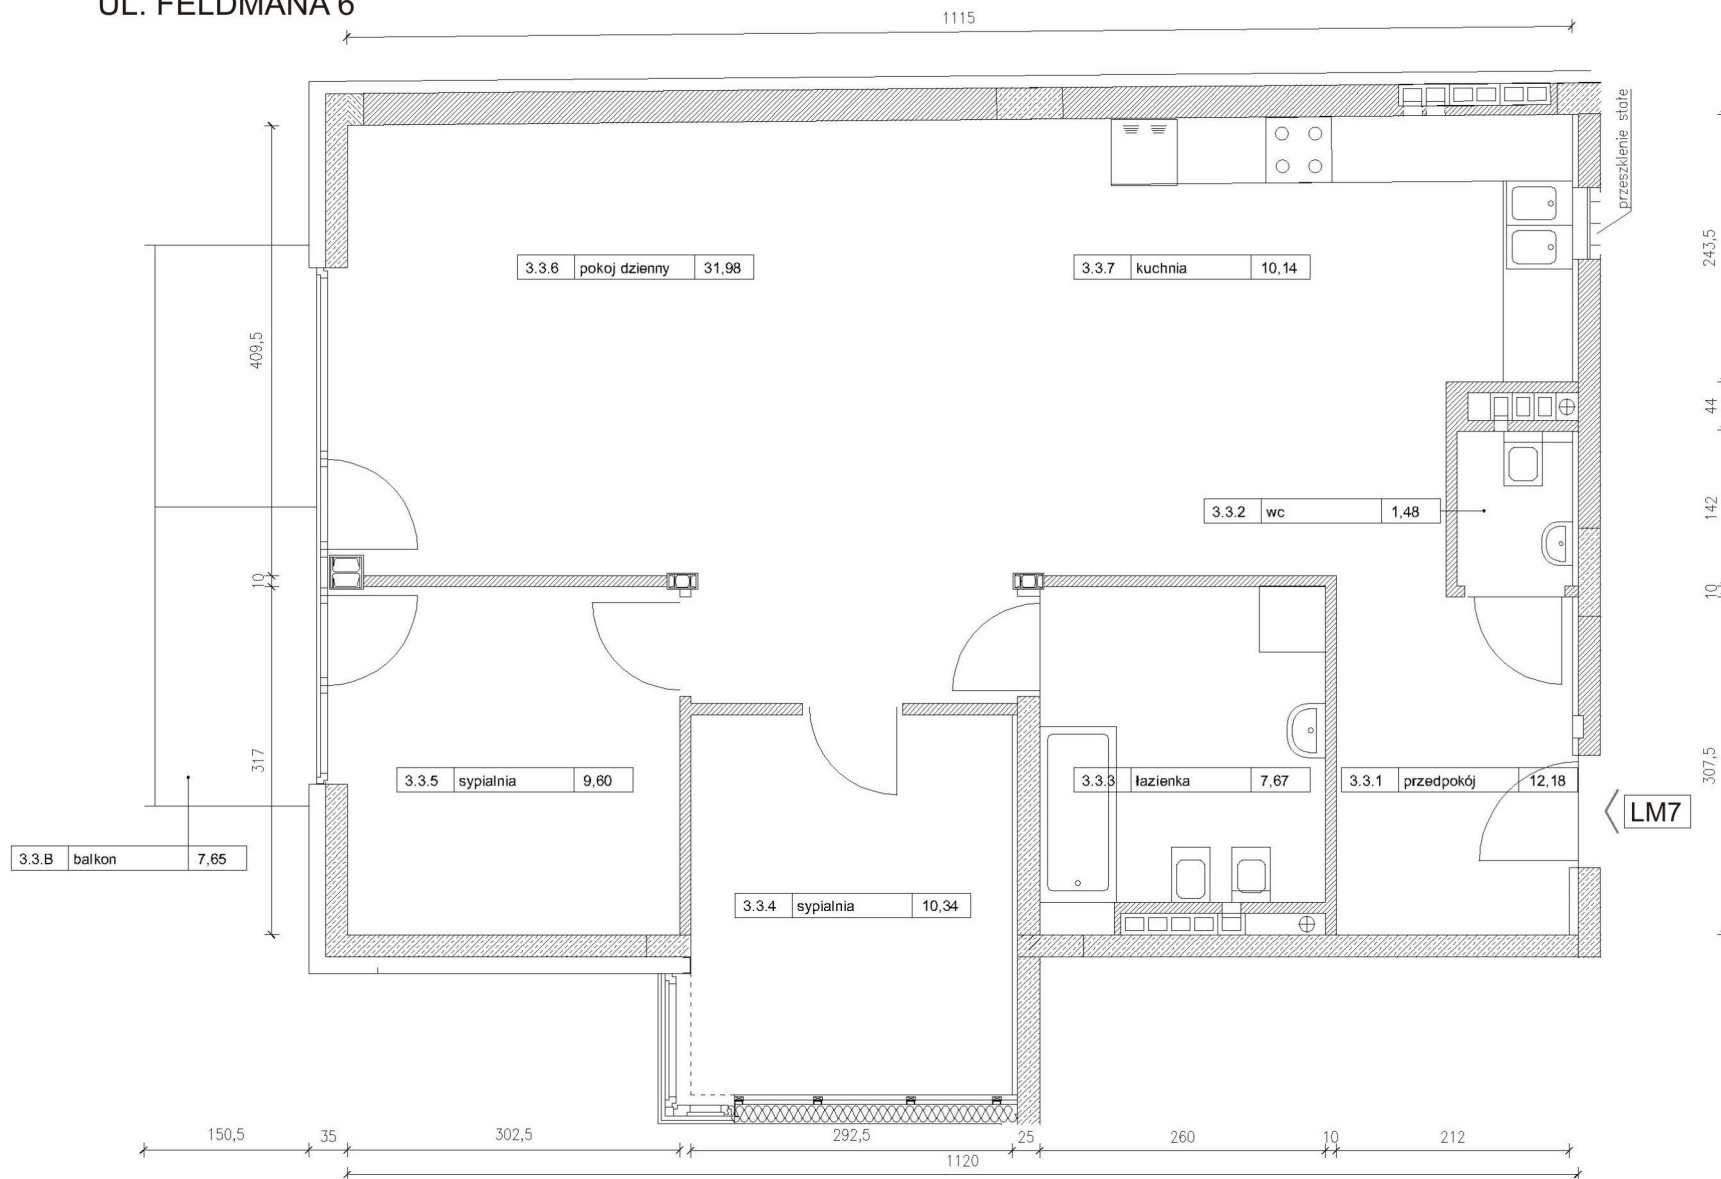 UL. FELDMANA 6
1115
przeszklenie stałe
3.3.6 pokoj dzienny 31,98
3.3.7 kuchnia 10,14
243,5
409,5
44
3.3.2 wc 1,48
142
10
10
317
3.3.5 sypialnia 9,60
3.3.3 łazienka 7,67
3.3.1 przedpokój 12,18
307,5
LM7
3.3.B balkon 7,65
3.3.4 sypialnia 10,34
150,5 35 302,5 292,5 25 260 10 212
1120